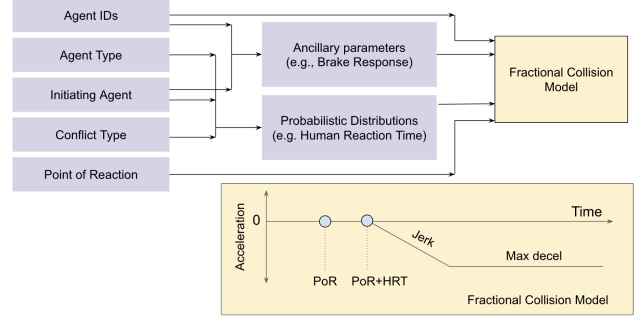 Agent IDs
Agent Type
Initiating Agent
Conflict Type
Point of Reaction
Ancillary parameters
(e.g., Brake Response)
Probabilistic Distributions
(e.g. Human Reaction Time)
Fractional Collision
Model
Acceleration
0
Time
Jerk
Max decel
PoR
PoR+HRT
Fractional Collision Model